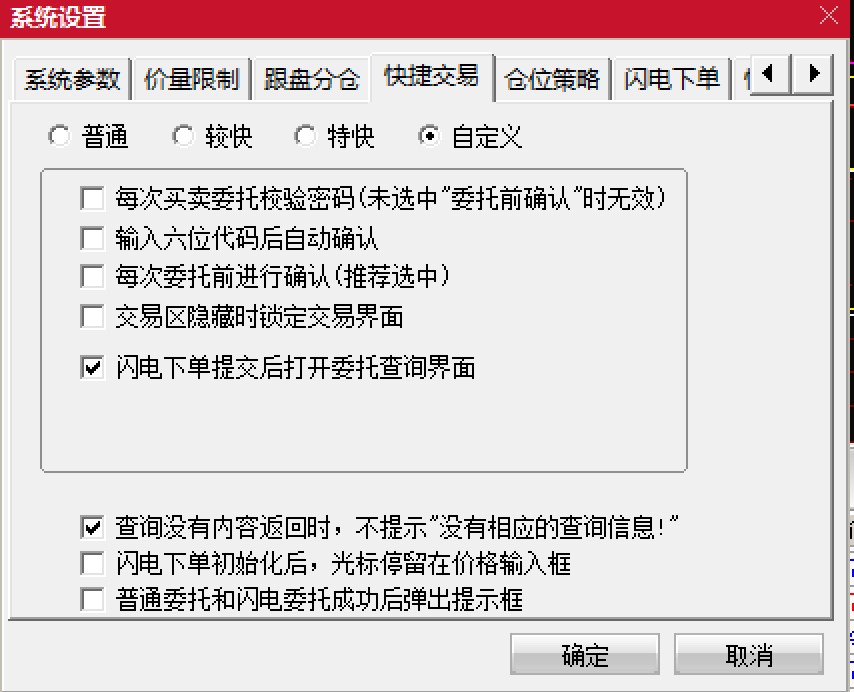 系统设置
系统参数 价量限制 跟盘分仓 快捷交易 仓位策略 闪电下单
普通 较快 特快 自定义
每次买卖委托校验密码(未选中"委托前确认"时无效)
输入六位代码后自动确认
每次委托前进行确认(推荐选中)
交易区隐藏时锁定交易界面
闪电下单提交后打开委托查询界面
查询没有内容返回时，不提示"没有相应的查询信息!"
闪电下单初始化后，光标停留在价格输入框
普通委托和闪电委托成功后弹出提示框
确定 取消